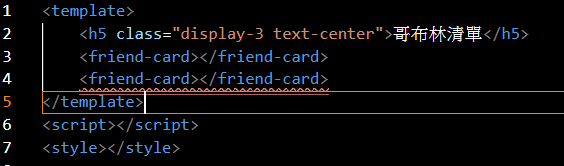 1 <template>
2 <h5 class="display-3 text-center">哥布林清單</h5>
3 <friend-card></friend-card>
4 <friend-card></friend-card>
5 </template>
6 <script></script>
7 <style></style>